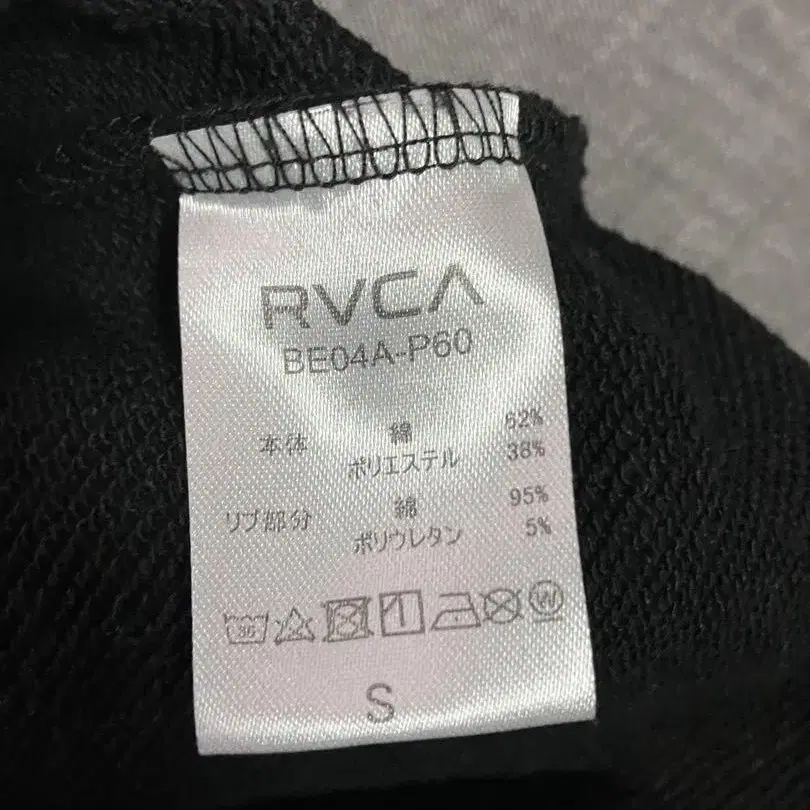 RVCA
BE04A-P60
本体 綿 62%
ポリエステル 38%
リブ部分 綿 95%
ポリウレタン 5%
30 W
S